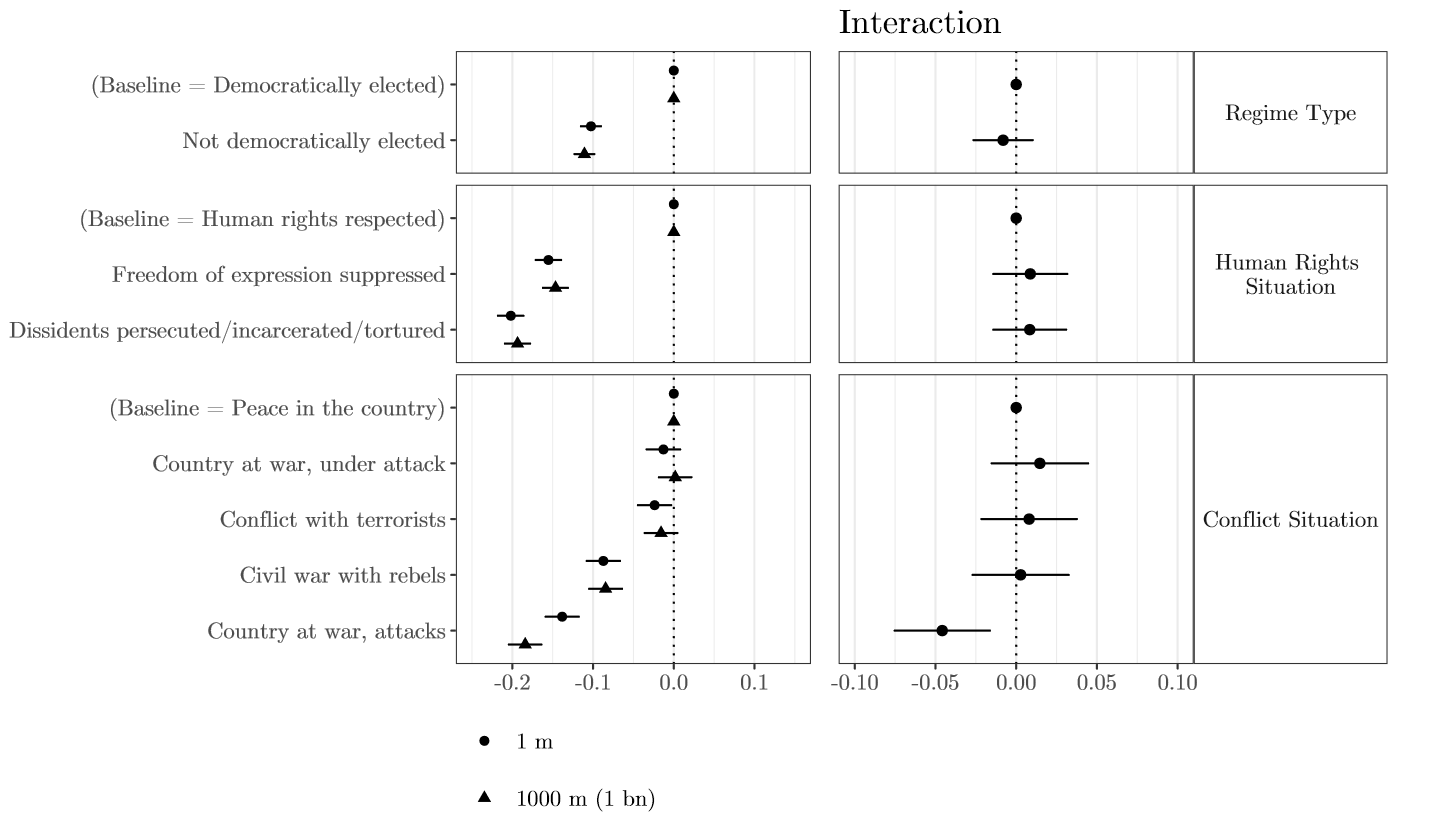 Interaction
(Baseline = Democratically elected)
Not democratically elected
Regime Type
(Baseline = Human rights respected)
Freedom of expression suppressed
Dissidents persecuted/incarcerated/tortured
Human Rights
Situation
(Baseline = Peace in the country)
Country at war, under attack
Conflict with terrorists
Civil war with rebels
Country at war, attacks
Conflict Situation
-0.2 -0.1 0.0 0.1
-0.10 -0.05 0.00 0.05 0.10
1 m
1000 m (1 bn)